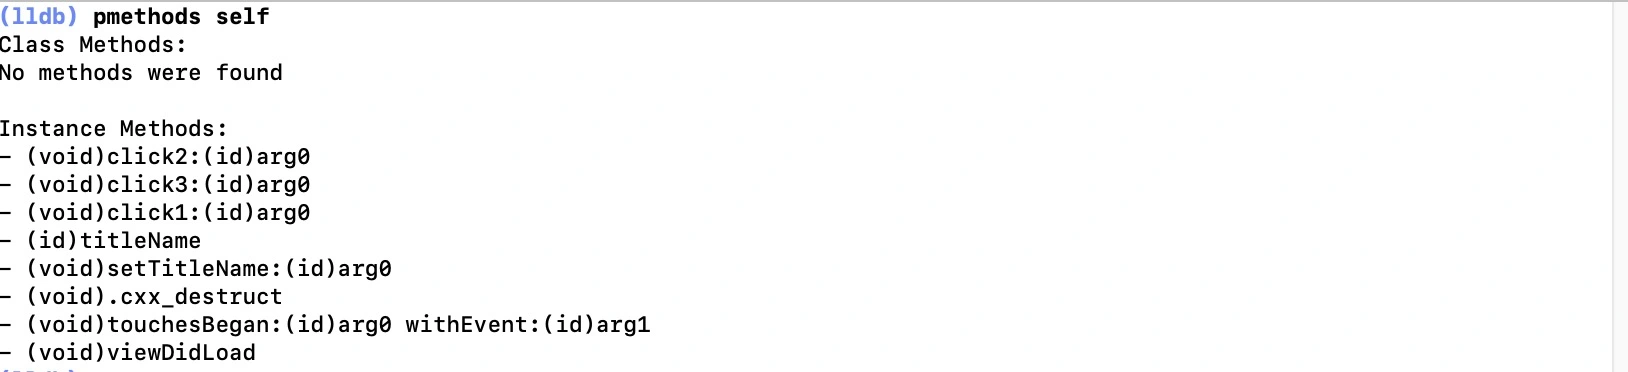 (lldb) pmethods self
Class Methods:
No methods were found
Instance Methods:
- (void)click2:(id)arg0
- (void)click3:(id)arg0
- (void)click1:(id)arg0
- (id)titleName
- (void)setTitleName:(id)arg0
- (void).cxx_destruct
- (void)touchesBegan:(id)arg0 withEvent:(id)arg1
- (void)viewDidLoad